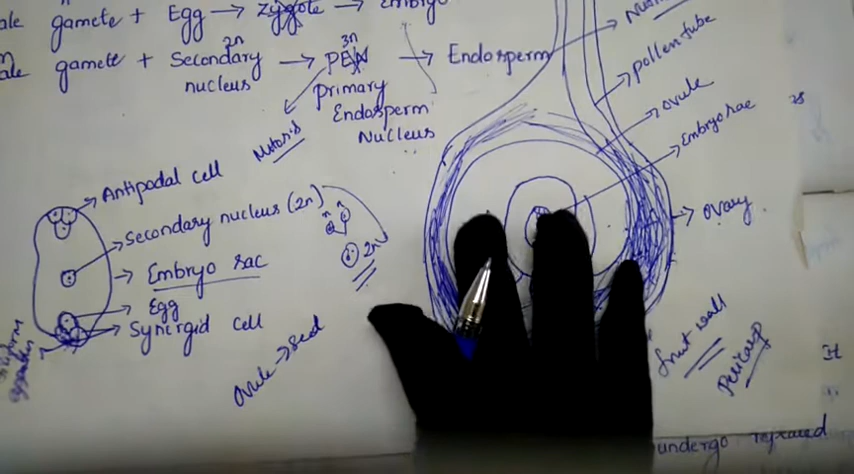 gamete + Egg → Zygote → Embryo
2n
gamete + Secondary nucleus → PEN → Endosperm
3n
Primary
Endosperm
Nucleus
Mitosis
pollen tube
ovule
Embryo sac
ovary
Antipodal cell
Secondary nucleus (2n)
Embryo sac
Egg
Synergid cell
n n
2n
ovule → seed
fruit wall
Pericarp
undergo